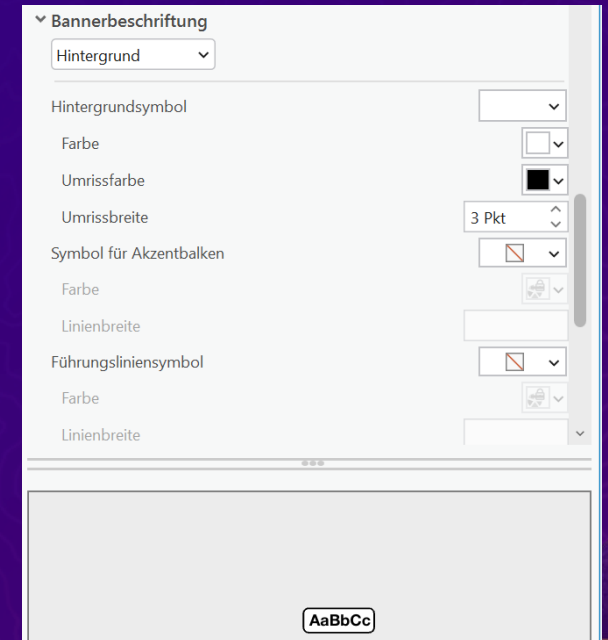 Bannerbeschriftung
Hintergrund
Hintergrundsymbol
Farbe
Umrissfarbe
Umrissbreite 3 Pkt
Symbol für Akzentbalken
Farbe
Linienbreite
Führungsliniensymbol
Farbe
Linienbreite
AaBbCc